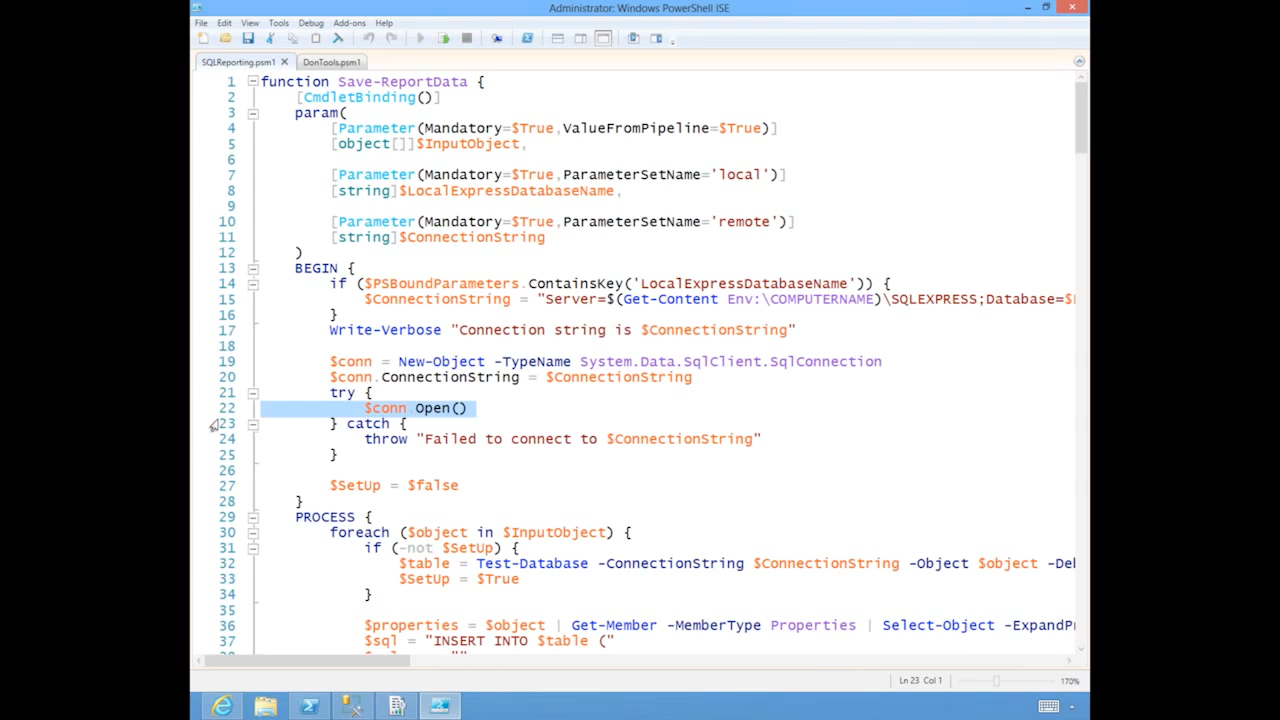 Administrator: Windows PowerShell ISE
File Edit View Tools Debug Add-ons Help
SQLReporting.psm1 DonTools.psm1
1 function Save-ReportData {
2 [CmdletBinding()]
3 param(
4 [Parameter(Mandatory=$True,ValueFromPipeline=$True)]
5 [object[]]$InputObject,
6
7 [Parameter(Mandatory=$True,ParameterSetName='local')]
8 [string]$LocalExpressDatabaseName,
9
10 [Parameter(Mandatory=$True,ParameterSetName='remote')]
11 [string]$ConnectionString
12 )
13 BEGIN {
14 if ($PSBoundParameters.ContainsKey('LocalExpressDatabaseName')) {
15 $ConnectionString = "Server=$(Get-Content Env:\COMPUTERNAME)\SQLEXPRESS;Database=$
16 }
17 Write-Verbose "Connection string is $ConnectionString"
18
19 $conn = New-Object -TypeName System.Data.SqlClient.SqlConnection
20 $conn.ConnectionString = $ConnectionString
21 try {
22 $conn.Open()
23 } catch {
24 throw "Failed to connect to $ConnectionString"
25 }
26
27 $SetUp = $false
28 }
29 PROCESS {
30 foreach ($object in $InputObject) {
31 if (-not $SetUp) {
32 $table = Test-Database -ConnectionString $ConnectionString -Object $object -De
33 $SetUp = $True
34 }
35
36 $properties = $object | Get-Member -MemberType Properties | Select-Object -ExpandPr
37 $sql = "INSERT INTO $table ("
Ln 23 Col 1 170%